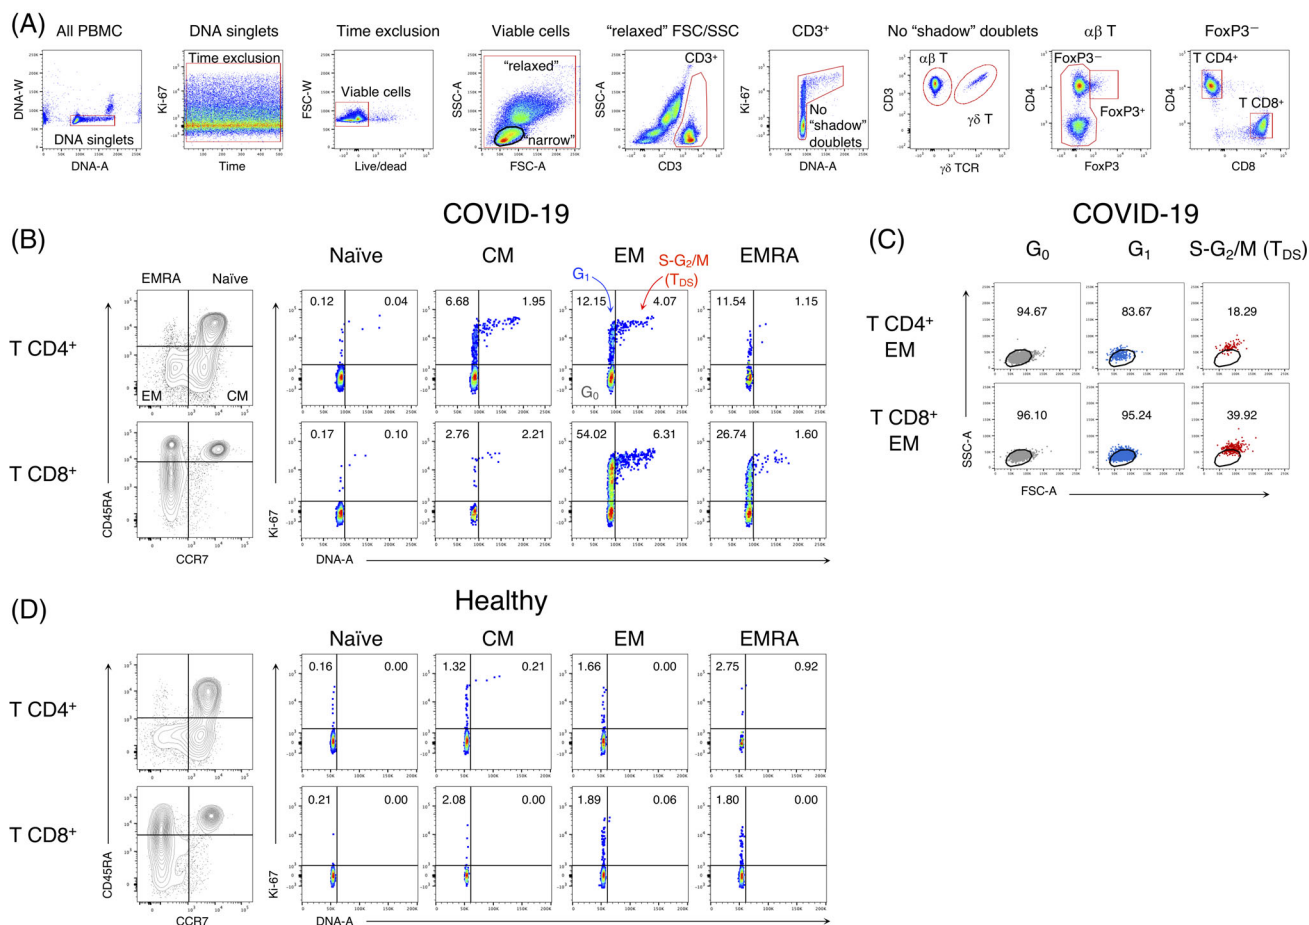 (A)
All PBMC
DNA singlets
Time exclusion
Viable cells
"relaxed" FSC/SSC
CD3+
No "shadow" doublets
αβ T
FoxP3−
DNA-W
DNA singlets
DNA-A
Ki-67
Time exclusion
Time
FSC-W
Viable cells
Live/dead
SSC-A
"relaxed"
"narrow"
FSC-A
SSC-A
CD3+
CD3
Ki-67
No
"shadow"
doublets
DNA-A
CD3
αβ T
γδ T
γδ TCR
CD4
FoxP3−
FoxP3+
FoxP3
CD4
T CD4+
T CD8+
CD8
COVID-19
(B)
Naïve
CM
EM
EMRA
EMRA
Naïve
G1
S-G2/M
(TDS)
T CD4+
EM
CM
0.12
0.04
6.68
1.95
12.15
4.07
11.54
1.15
G0
T CD8+
0.17
0.10
2.76
2.21
54.02
6.31
26.74
1.60
CD45RA
CCR7
Ki-67
DNA-A
COVID-19
(C)
G0
G1
S-G2/M (TDS)
T CD4+
EM
94.67
83.67
18.29
T CD8+
EM
96.10
95.24
39.92
SSC-A
FSC-A
(D)
Healthy
Naïve
CM
EM
EMRA
T CD4+
0.16
0.00
1.32
0.21
1.66
0.00
2.75
0.92
T CD8+
0.21
0.00
2.08
0.00
1.89
0.06
1.80
0.00
CD45RA
CCR7
Ki-67
DNA-A